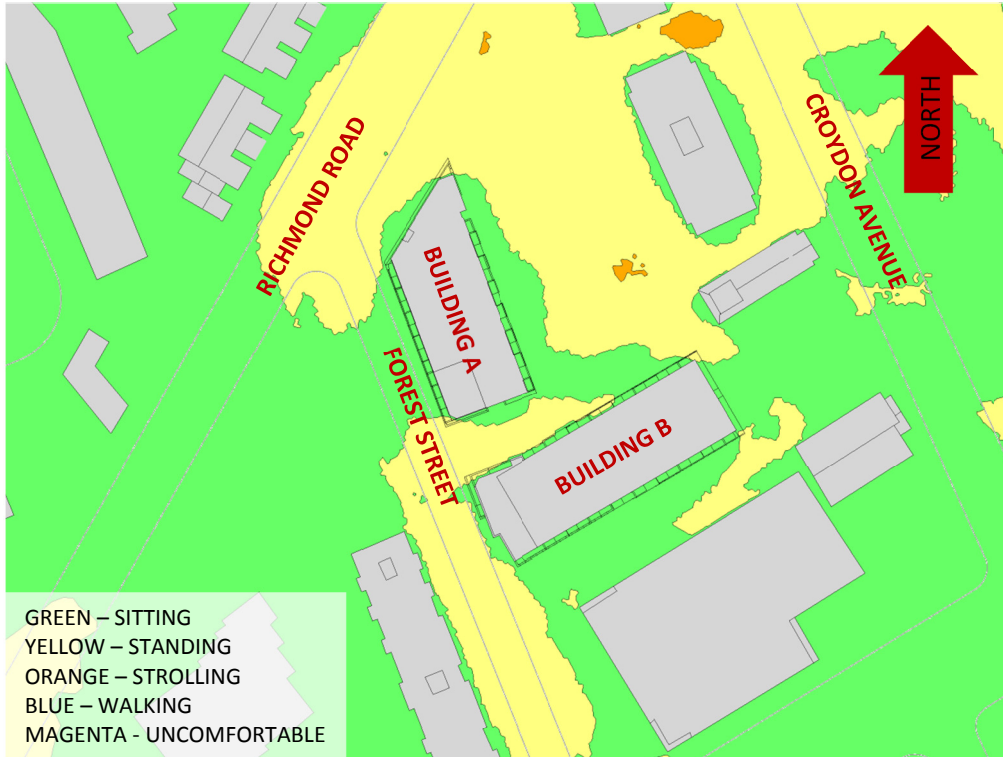 RICHMOND ROAD
CROYDON AVENUE
NORTH
BUILDING A
FOREST STREET
BUILDING B
GREEN – SITTING
YELLOW – STANDING
ORANGE – STROLLING
BLUE – WALKING
MAGENTA - UNCOMFORTABLE